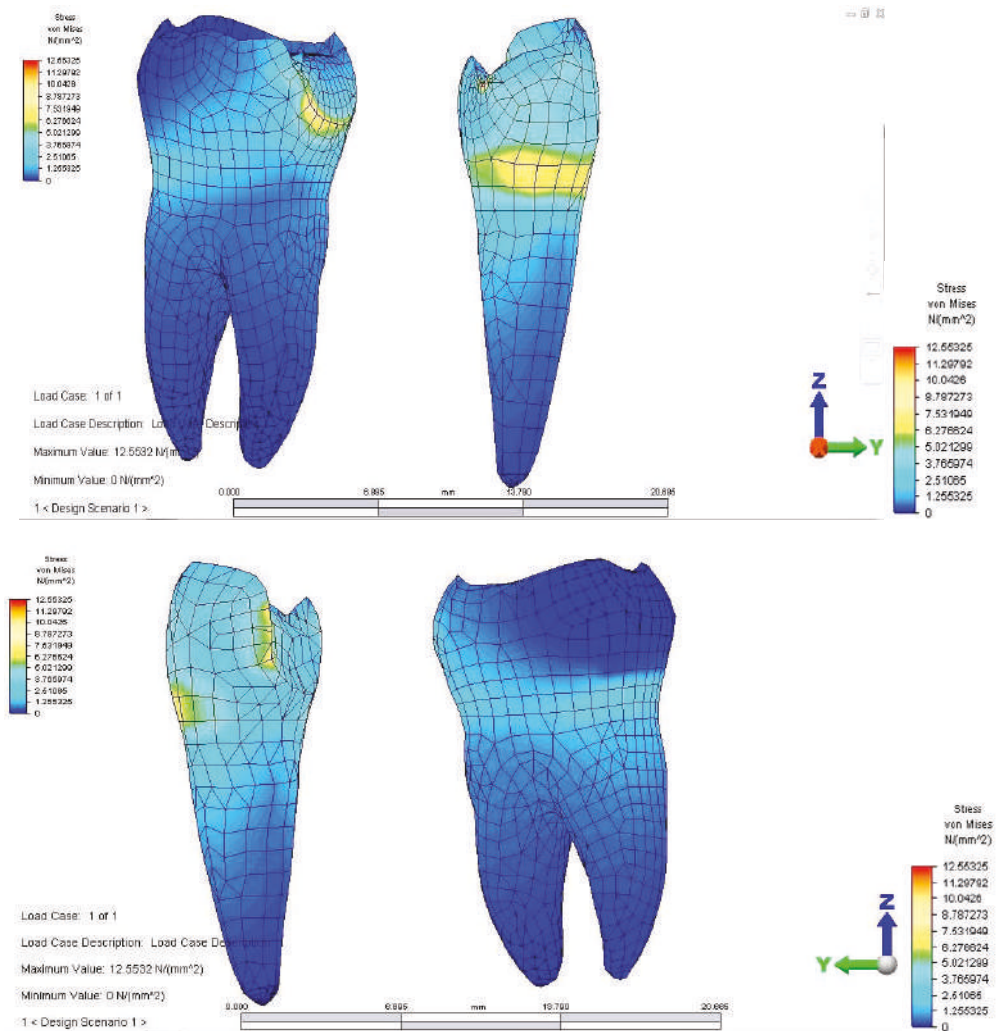 Stress
von Mises
N/(mm^2)
12.55325
11.29792
10.0426
8.787273
7.531949
6.276624
5.021299
3.765974
2.51065
1.255325
0
Load Case: 1 of 1
Load Case Description:
Maximum Value: 12.5532 N/(mm^2)
Minimum Value: 0 N/(mm^2)
1 < Design Scenario 1 >
0.000 6.895 mm 13.790 20.685
Z
Y
Stress
von Mises
N/(mm^2)
12.55325
11.29792
10.0426
8.787273
7.531949
6.276624
5.021299
3.765974
2.51065
1.255325
0
Stress
von Mises
N/(mm^2)
12.55325
11.29792
10.0426
8.787273
7.531949
6.276624
5.021299
3.765974
2.51065
1.255325
0
Load Case: 1 of 1
Load Case Description: Load Case
Maximum Value: 12.5532 N/(mm^2)
Minimum Value: 0 N/(mm^2)
1 < Design Scenario 1 >
0.000 6.895 mm 13.790 20.685
Z
Y
Stress
von Mises
N/(mm^2)
12.55325
11.29792
10.0426
8.787273
7.531949
6.276624
5.021299
3.765974
2.51065
1.255325
0